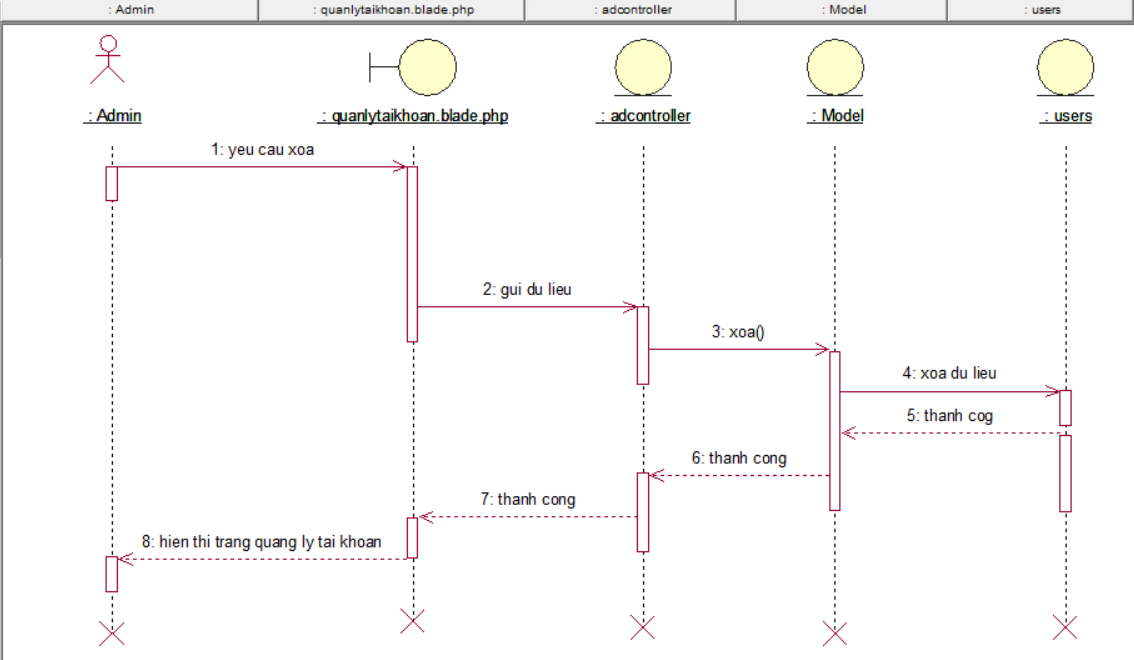 : Admin
: quanlytaikhoan.blade.php
: adcontroller
: Model
: users
: Admin
: quanlytaikhoan.blade.php
: adcontroller
: Model
: users
1: yeu cau xoa
2: gui du lieu
3: xoa()
4: xoa du lieu
5: thanh cog
6: thanh cong
7: thanh cong
8: hien thi trang quang ly tai khoan